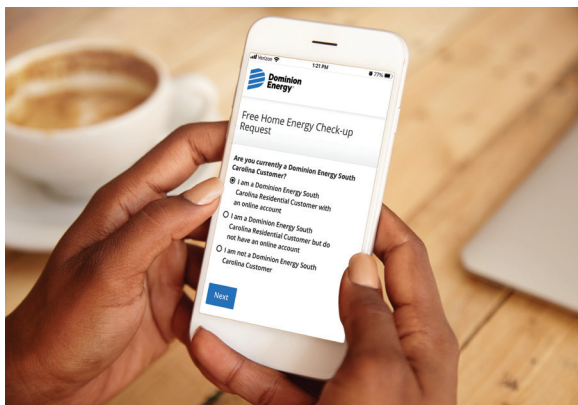 Verizon 1:21 PM 77%
Dominion
Energy
Free Home Energy Check-up
Request
Are you currently a Dominion Energy South
Carolina Customer?
I am a Dominion Energy South
Carolina Residential Customer with
an online account
I am a Dominion Energy South
Carolina Residential Customer but do
not have an online account
I am not a Dominion Energy South
Carolina Customer
Next